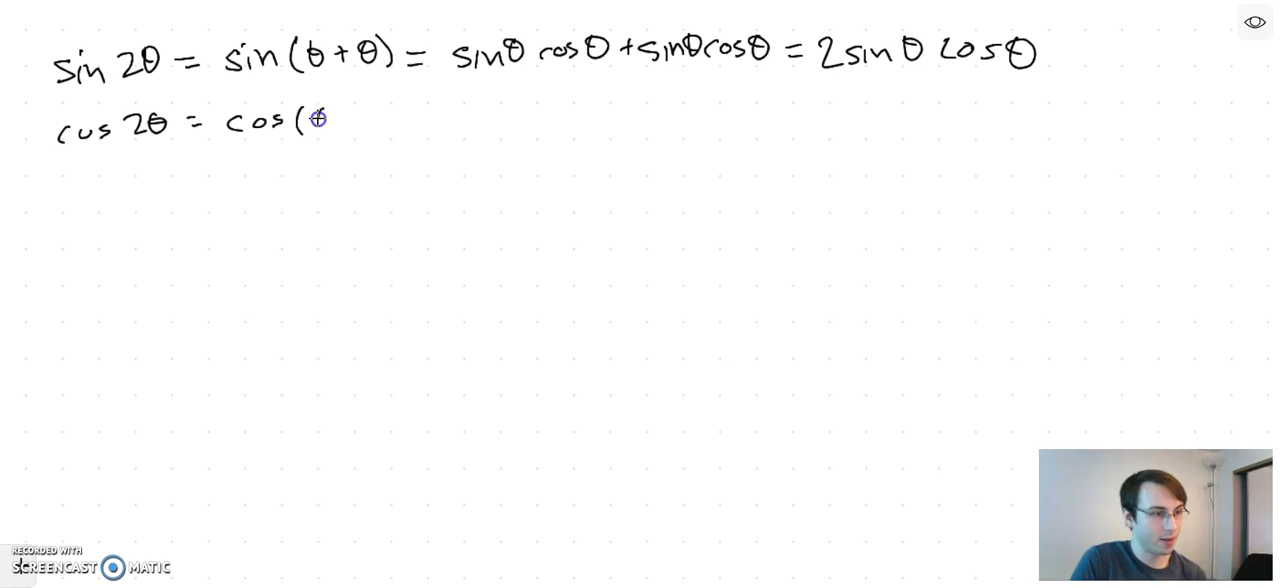 sin 2θ = sin(θ + θ) = sinθ cosθ + sinθcosθ = 2sinθ cosθ
cos 2θ = cos(θ
RECORDED WITH
SCREENCAST MATIC